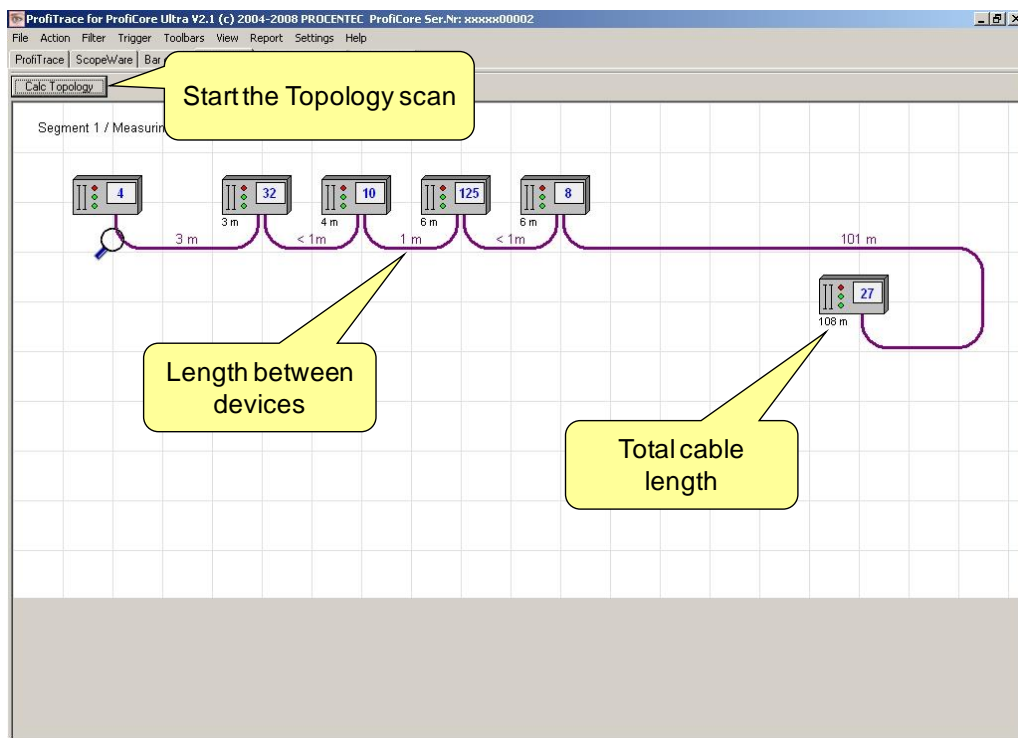 ProfiTrace for ProfiCore Ultra V2.1 (c) 2004-2008 PROCENTEC ProfiCore Ser.Nr: xxxxx00002
File Action Filter Trigger Toolbars View Report Settings Help
ProfiTrace ScopeWare Bar
Calc Topology
Start the Topology scan
Segment 1 / Measurin
4 32 10 125 8
3 m 4 m 6 m 6 m
3 m < 1m 1 m < 1m 101 m
27
108 m
Length between
devices
Total cable
length